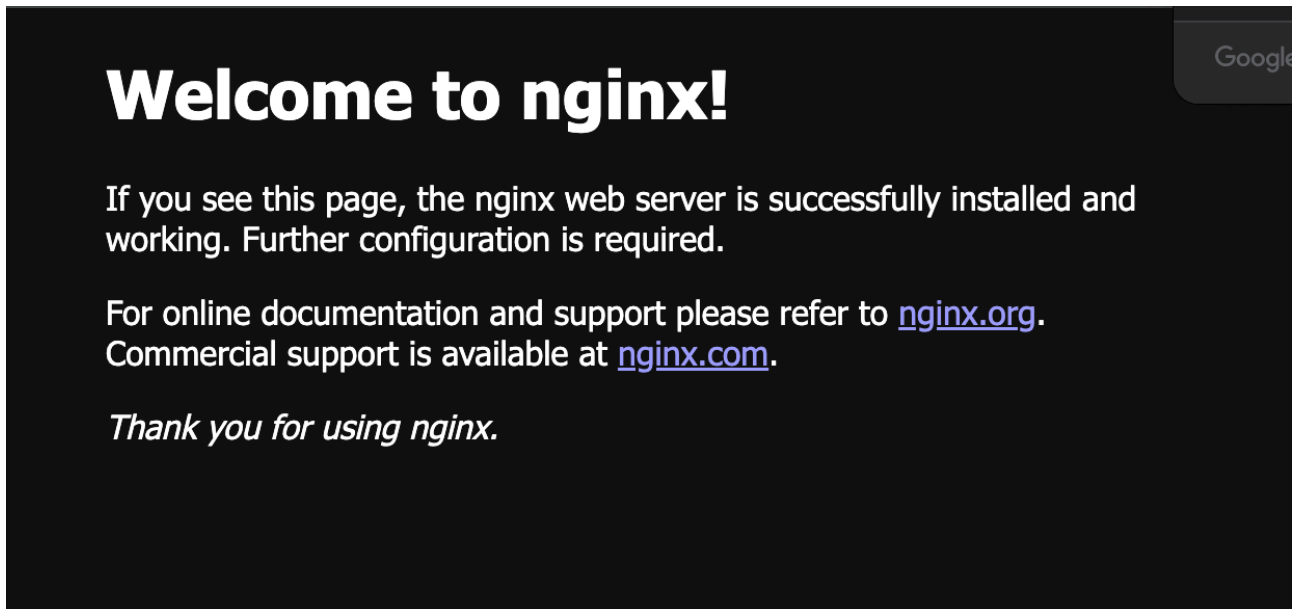 Google
Welcome to nginx!
If you see this page, the nginx web server is successfully installed and
working. Further configuration is required.
For online documentation and support please refer to nginx.org.
Commercial support is available at nginx.com.
Thank you for using nginx.